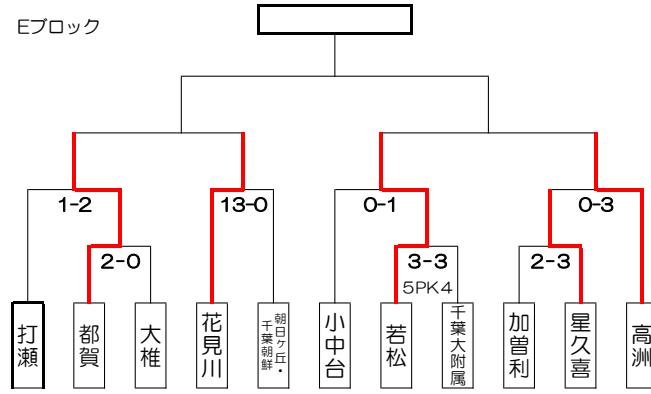 Eブロック
1-2
13-0
0-1
0-3
2-0
3-3
2-3
5PK4
打瀬
都賀
大椎
花見川
朝日ヶ丘・
千葉朝鮮
小中台
若松
千葉大附属
加曽利
星久喜
高洲